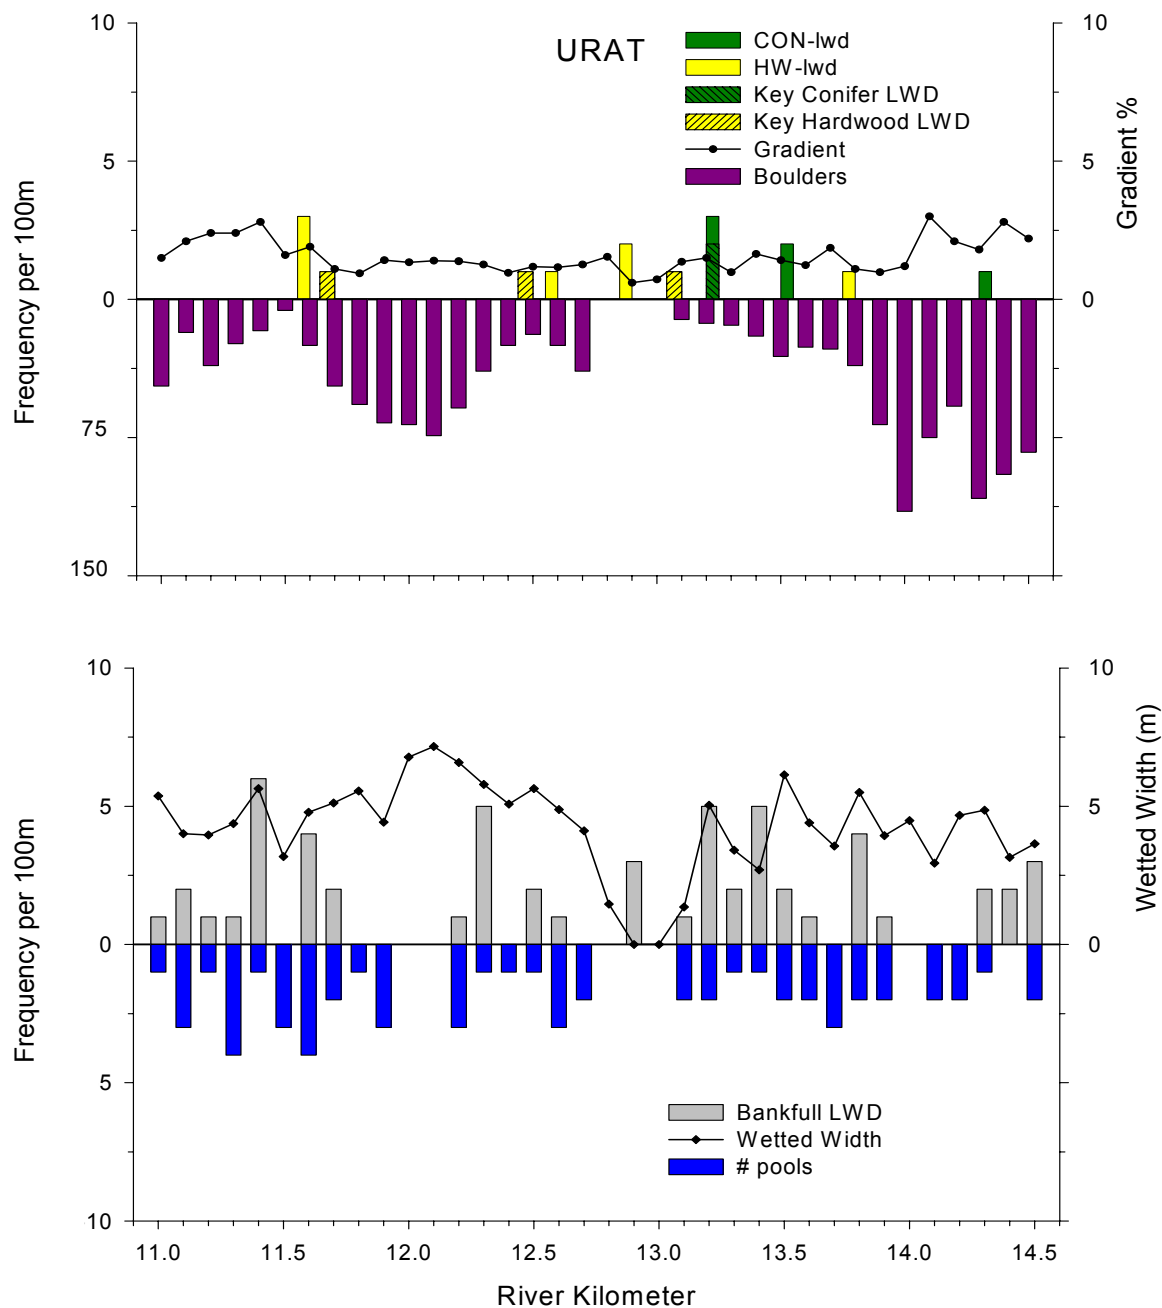 URAT
CON-lwd
HW-lwd
Key Conifer LWD
Key Hardwood LWD
Gradient
Boulders
10
5
0
75
150
Frequency per 100m
10
5
0
Gradient %
10
5
0
5
10
Frequency per 100m
10
5
0
Wetted Width (m)
Bankfull LWD
Wetted Width
# pools
11.0 11.5 12.0 12.5 13.0 13.5 14.0 14.5
River Kilometer